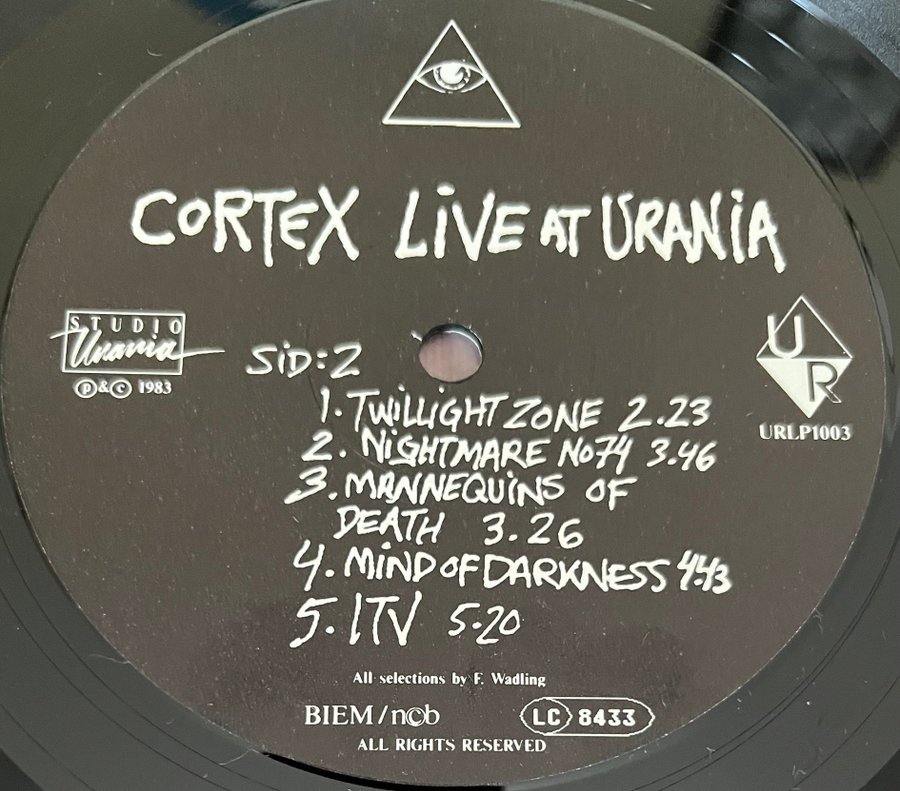 CORTEX LIVE AT URANIA
STUDIO
Urania
℗&© 1983
U
R
URLP1003
SID:2
1. TWILLIGHT ZONE 2.23
2. NIGHTMARE No74 3.46
3. MANNEQUINS OF
DEATH 3.26
4. MIND OF DARKNESS 4.43
5. ITV 5.20
All selections by F. Wadling
BIEM/n©b
LC 8433
ALL RIGHTS RESERVED